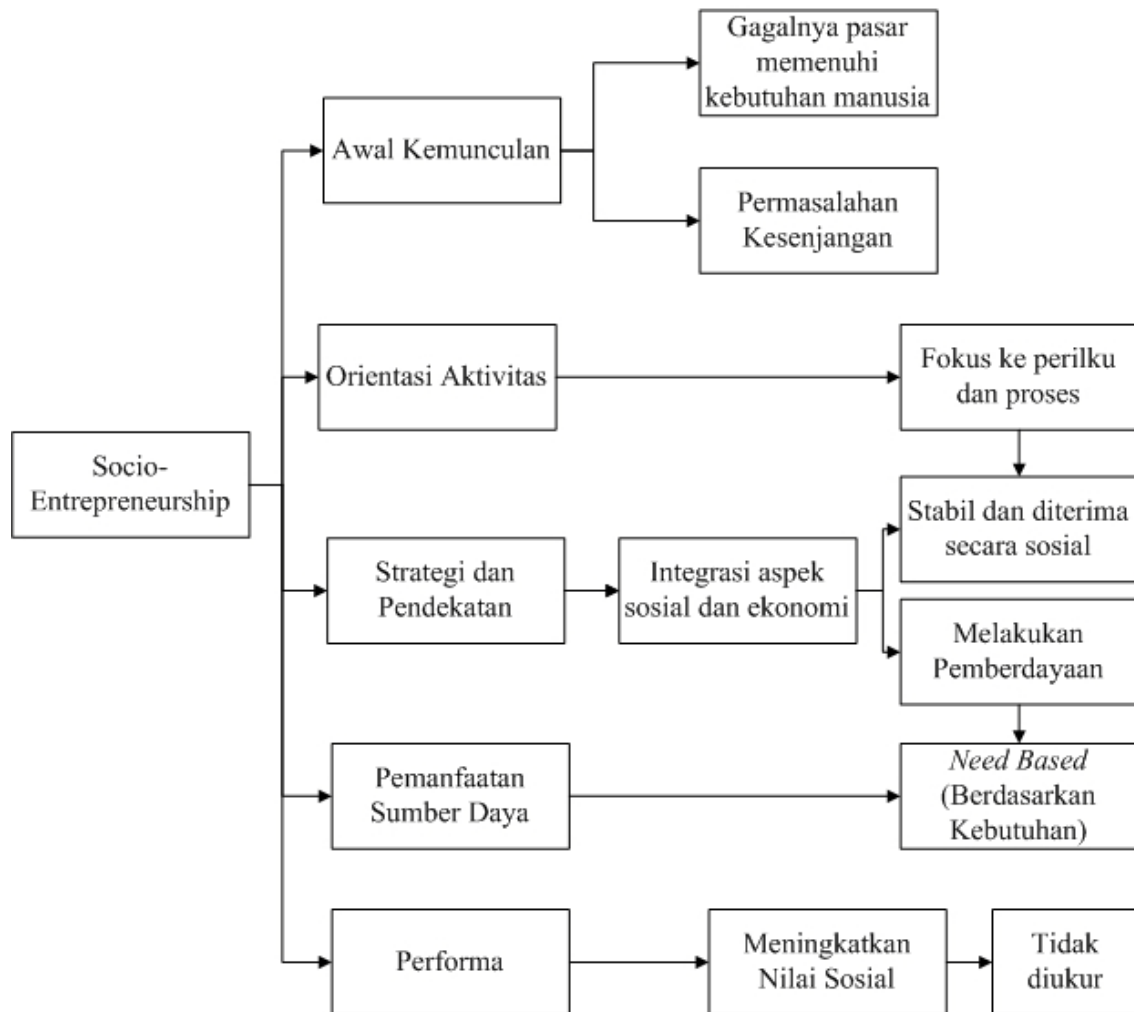 Gagalnya pasar
memenuhi
kebutuhan manusia
Awal Kemunculan
Permasalahan
Kesenjangan
Orientasi Aktivitas
Fokus ke perilku
dan proses
Socio-
Entrepreneurship
Stabil dan diterima
secara sosial
Strategi dan
Pendekatan
Integrasi aspek
sosial dan ekonomi
Melakukan
Pemberdayaan
Pemanfaatan
Sumber Daya
Need Based
(Berdasarkan
Kebutuhan)
Performa
Meningkatkan
Nilai Sosial
Tidak
diukur